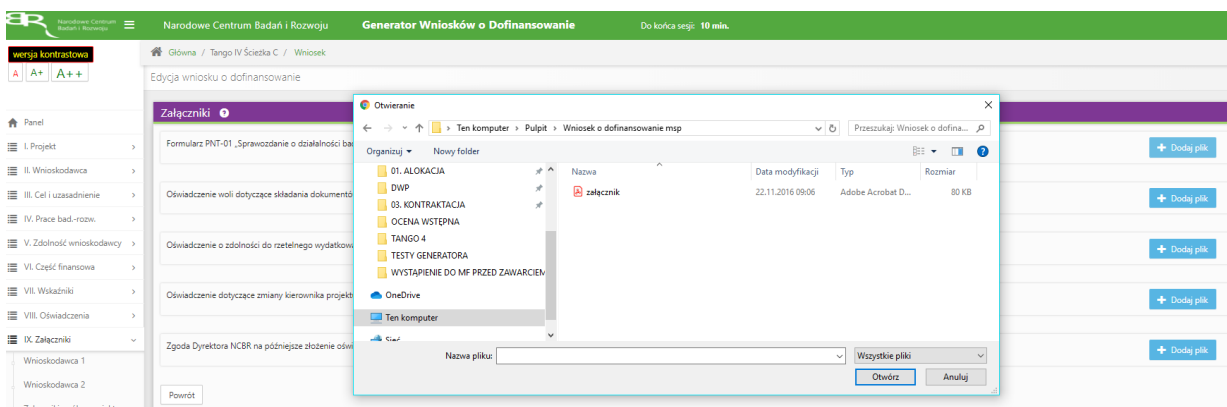 Narodowe Centrum Badań i Rozwoju
Narodowe Centrum Badań i Rozwoju Generator Wniosków o Dofinansowanie Do końca sesji: 10 min.
wersja kontrastowa
A A+ A++
Główna / Tango IV Ścieżka C / Wniosek
Edycja wniosku o dofinansowanie
Panel
I. Projekt
II. Wnioskodawca
III. Cel i uzasadnienie
IV. Prace bad.-rozw.
V. Zdolność wnioskodawcy
VI. Część finansowa
VII. Wskaźniki
VIII. Oświadczenia
IX. Załączniki
Wnioskodawca 1
Wnioskodawca 2
Załączniki
Formularz PNT-01 „Sprawozdanie o działalności ba
+ Dodaj plik
Oświadczenie woli dotyczące składania dokumentó
+ Dodaj plik
Oświadczenie o zdolności do rzetelnego wydatkow
+ Dodaj plik
Oświadczenie dotyczące zmiany kierownika projekt
+ Dodaj plik
Zgoda Dyrektora NCBR na późniejsze złożenie oświ
+ Dodaj plik
Powrót
Otwieranie
Ten komputer > Pulpit > Wniosek o dofinansowanie msp
Przeszukaj: Wniosek o dofina...
Organizuj Nowy folder
01. ALOKACJA
DWP
03. KONTRAKTACJA
OCENA WSTĘPNA
TANGO 4
TESTY GENERATORA
WYSTĄPIENIE DO MF PRZED ZAWARCIEM
OneDrive
Ten komputer
Sieć
Nazwa Data modyfikacji Typ Rozmiar
załącznik 22.11.2016 09:06 Adobe Acrobat D... 80 KB
Nazwa pliku: Wszystkie pliki
Otwórz Anuluj